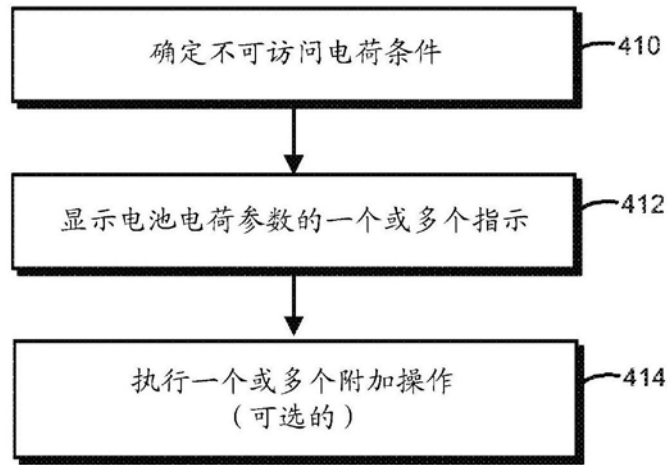 确定不可访问电荷条件
410
显示电池电荷参数的一个或多个指示
412
执行一个或多个附加操作
（可选的）
414